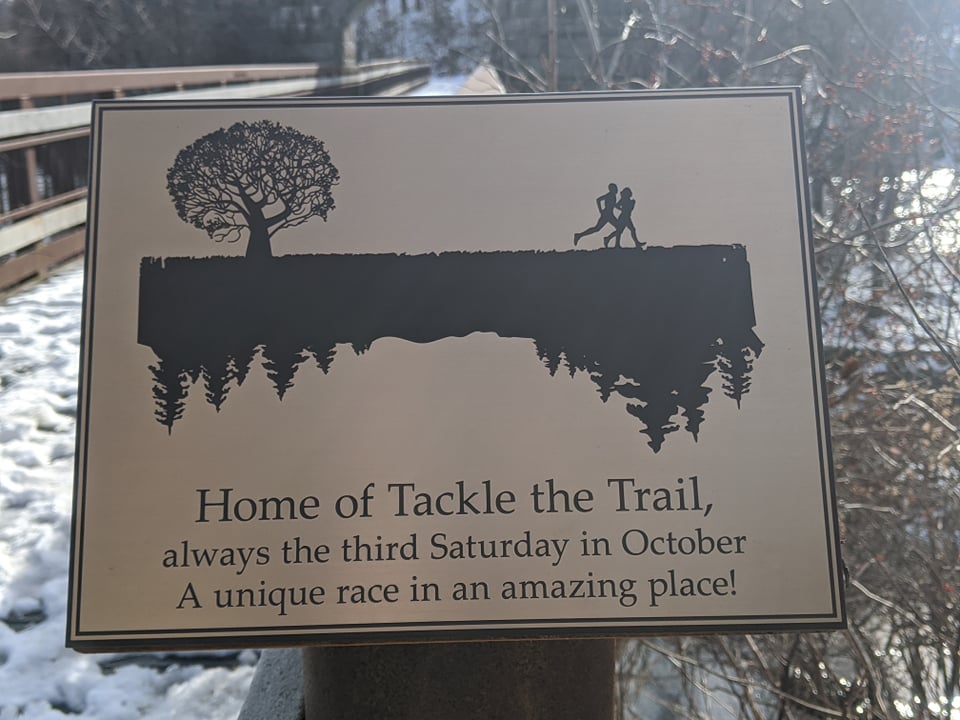 Home of Tackle the Trail,
always the third Saturday in October
A unique race in an amazing place!